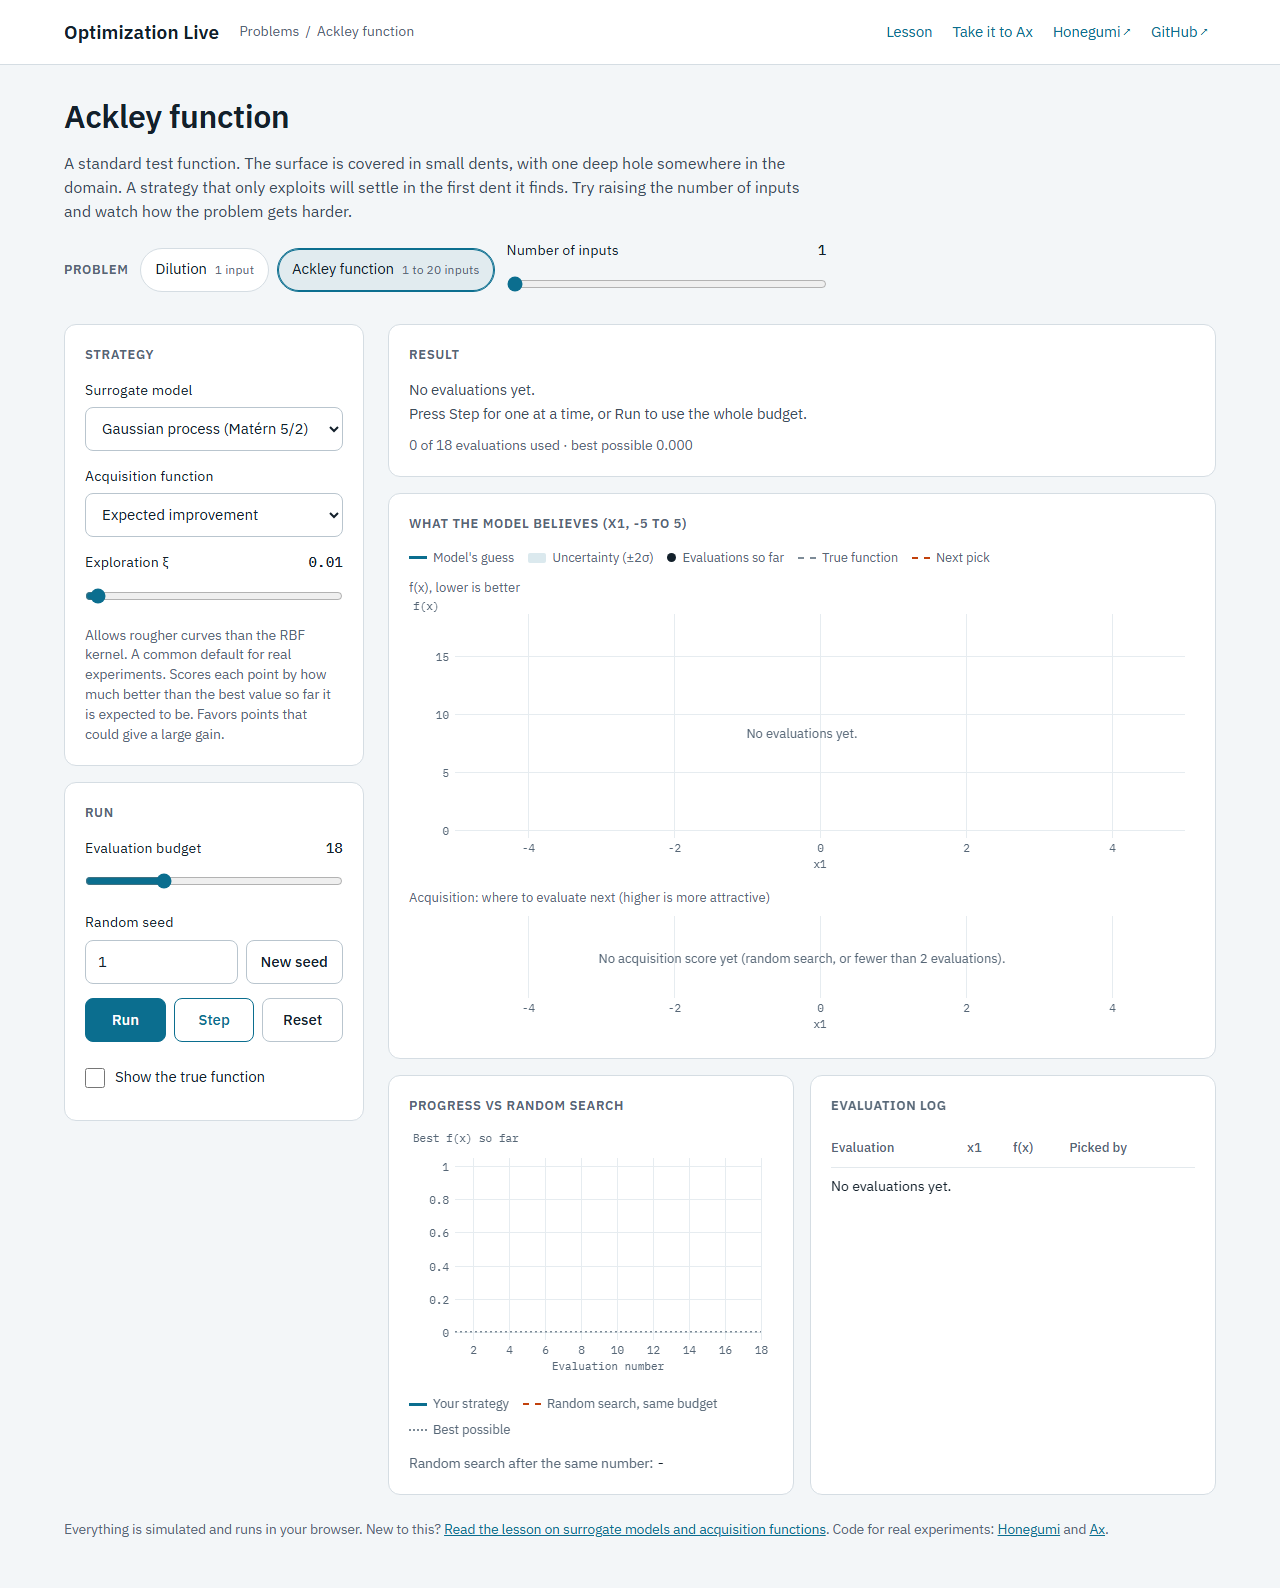 Optimization Live
Problems / Ackley function
Lesson
Take it to Ax
Honegumi↗
GitHub↗
Ackley function
A standard test function. The surface is covered in small dents, with one deep hole somewhere in the
domain. A strategy that only exploits will settle in the first dent it finds. Try raising the number of inputs
and watch how the problem gets harder.
PROBLEM
Dilution 1 input
Ackley function 1 to 20 inputs
Number of inputs 1
STRATEGY
Surrogate model
Gaussian process (Matérn 5/2)
Acquisition function
Expected improvement
Exploration ξ 0.01
Allows rougher curves than the RBF
kernel. A common default for real
experiments. Scores each point by how
much better than the best value so far it
is expected to be. Favors points that
could give a large gain.
RUN
Evaluation budget 18
Random seed
1
New seed
Run
Step
Reset
Show the true function
RESULT
No evaluations yet.
Press Step for one at a time, or Run to use the whole budget.
0 of 18 evaluations used · best possible 0.000
WHAT THE MODEL BELIEVES (X1, -5 TO 5)
Model's guess
Uncertainty (±2σ)
Evaluations so far
True function
Next pick
f(x), lower is better
f(x)
15
10
No evaluations yet.
5
0
-4 -2 0 2 4
x1
Acquisition: where to evaluate next (higher is more attractive)
No acquisition score yet (random search, or fewer than 2 evaluations).
-4 -2 0 2 4
x1
PROGRESS VS RANDOM SEARCH
Best f(x) so far
1
0.8
0.6
0.4
0.2
0
2 4 6 8 10 12 14 16 18
Evaluation number
Your strategy
Random search, same budget
Best possible
Random search after the same number: -
EVALUATION LOG
Evaluation x1 f(x) Picked by
No evaluations yet.
Everything is simulated and runs in your browser. New to this? Read the lesson on surrogate models and acquisition functions. Code for real experiments: Honegumi and Ax.